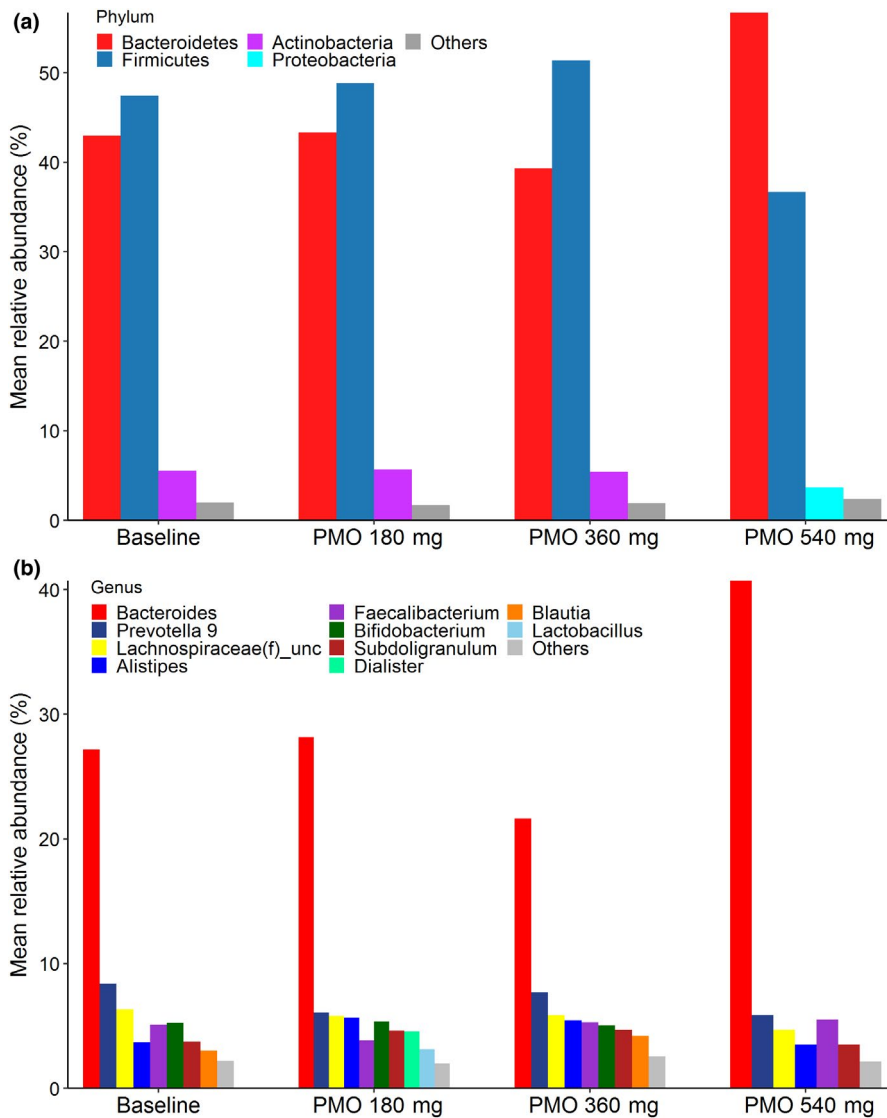 (a)
Phylum
Bacteroidetes Actinobacteria Others
Firmicutes Proteobacteria
Mean relative abundance (%)
50
40
30
20
10
0
Baseline PMO 180 mg PMO 360 mg PMO 540 mg
(b)
Genus
Bacteroides Faecalibacterium Blautia
Prevotella 9 Bifidobacterium Lactobacillus
Lachnospiraceae(f)_unc Subdoligranulum Others
Alistipes Dialister
Mean relative abundance (%)
40
30
20
10
0
Baseline PMO 180 mg PMO 360 mg PMO 540 mg